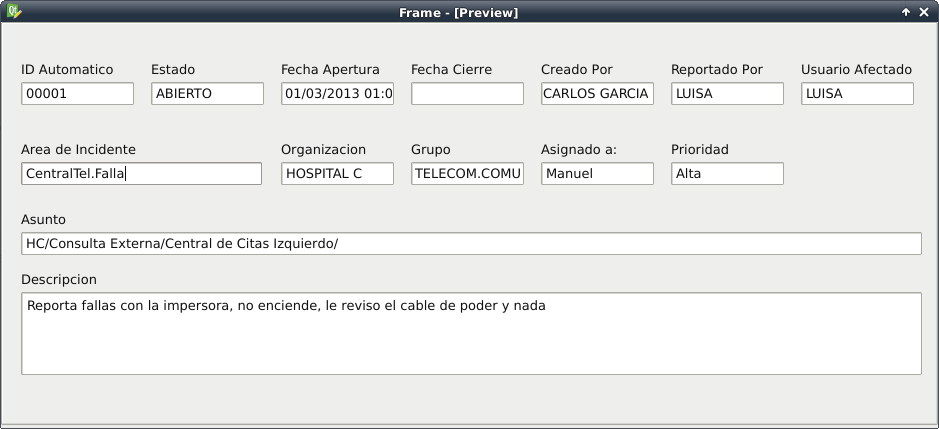 Frame - [Preview]
ID Automatico Estado Fecha Apertura Fecha Cierre Creado Por Reportado Por Usuario Afectado
00001 ABIERTO 01/03/2013 01:0 CARLOS GARCIA LUISA LUISA
Area de Incidente Organizacion Grupo Asignado a: Prioridad
CentralTel.Falla HOSPITAL C TELECOM.COMU Manuel Alta
Asunto
HC/Consulta Externa/Central de Citas Izquierdo/
Descripcion
Reporta fallas con la impersora, no enciende, le reviso el cable de poder y nada